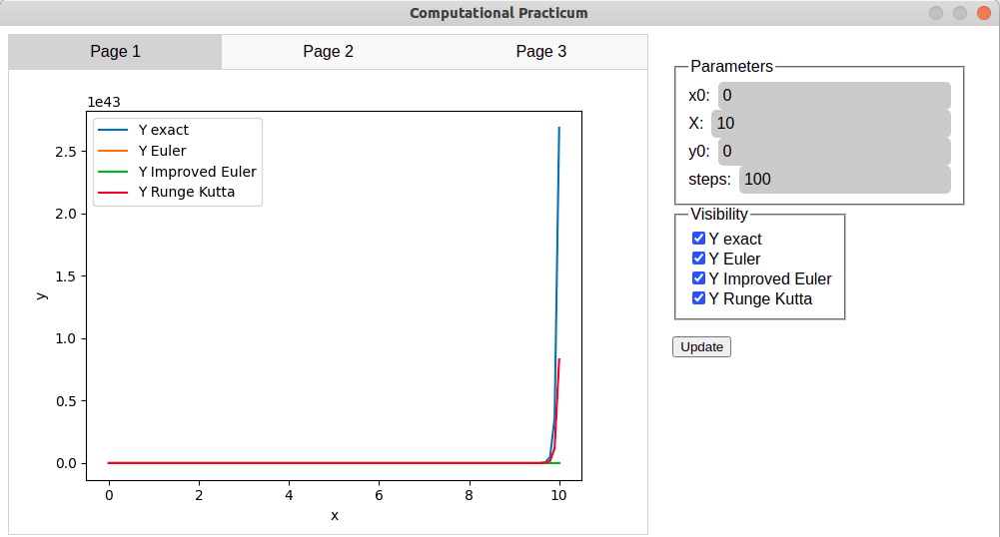 Computational Practicum
Page 1 Page 2 Page 3
1e43
Y exact
Y Euler
Y Improved Euler
Y Runge Kutta
2.5
2.0
1.5
1.0
0.5
0.0
y
0 2 4 6 8 10
x
Parameters
x0: 0
X: 10
y0: 0
steps: 100
Visibility
Y exact
Y Euler
Y Improved Euler
Y Runge Kutta
Update